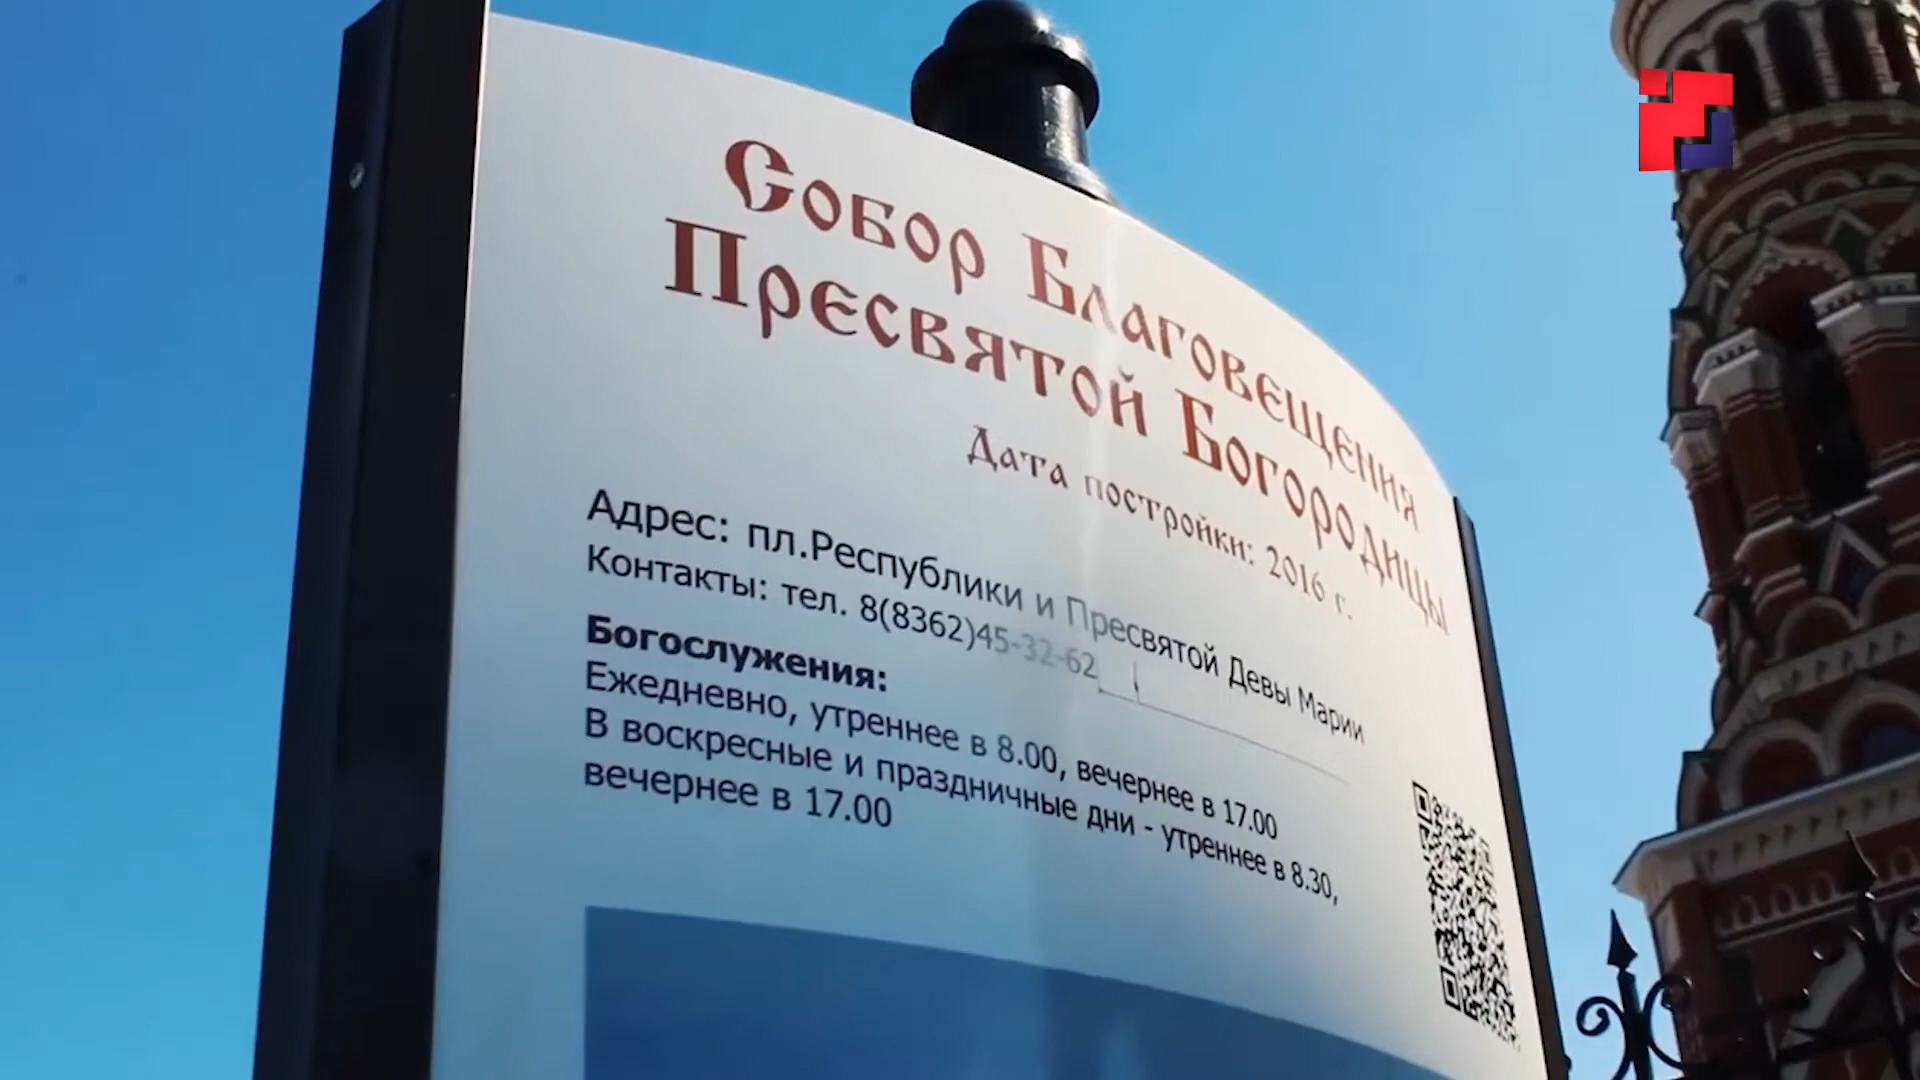 Собор Благовещения
Пресвятой Богородицы
Дата постройки: 2016 г.
Адрес: пл.Республики и Пресвятой Девы Марии
Контакты: тел. 8(8362)45-32-62
Богослужения:
Ежедневно, утреннее в 8.00, вечернее в 17.00
В воскресные и праздничные дни - утреннее в 8.30,
вечернее в 17.00